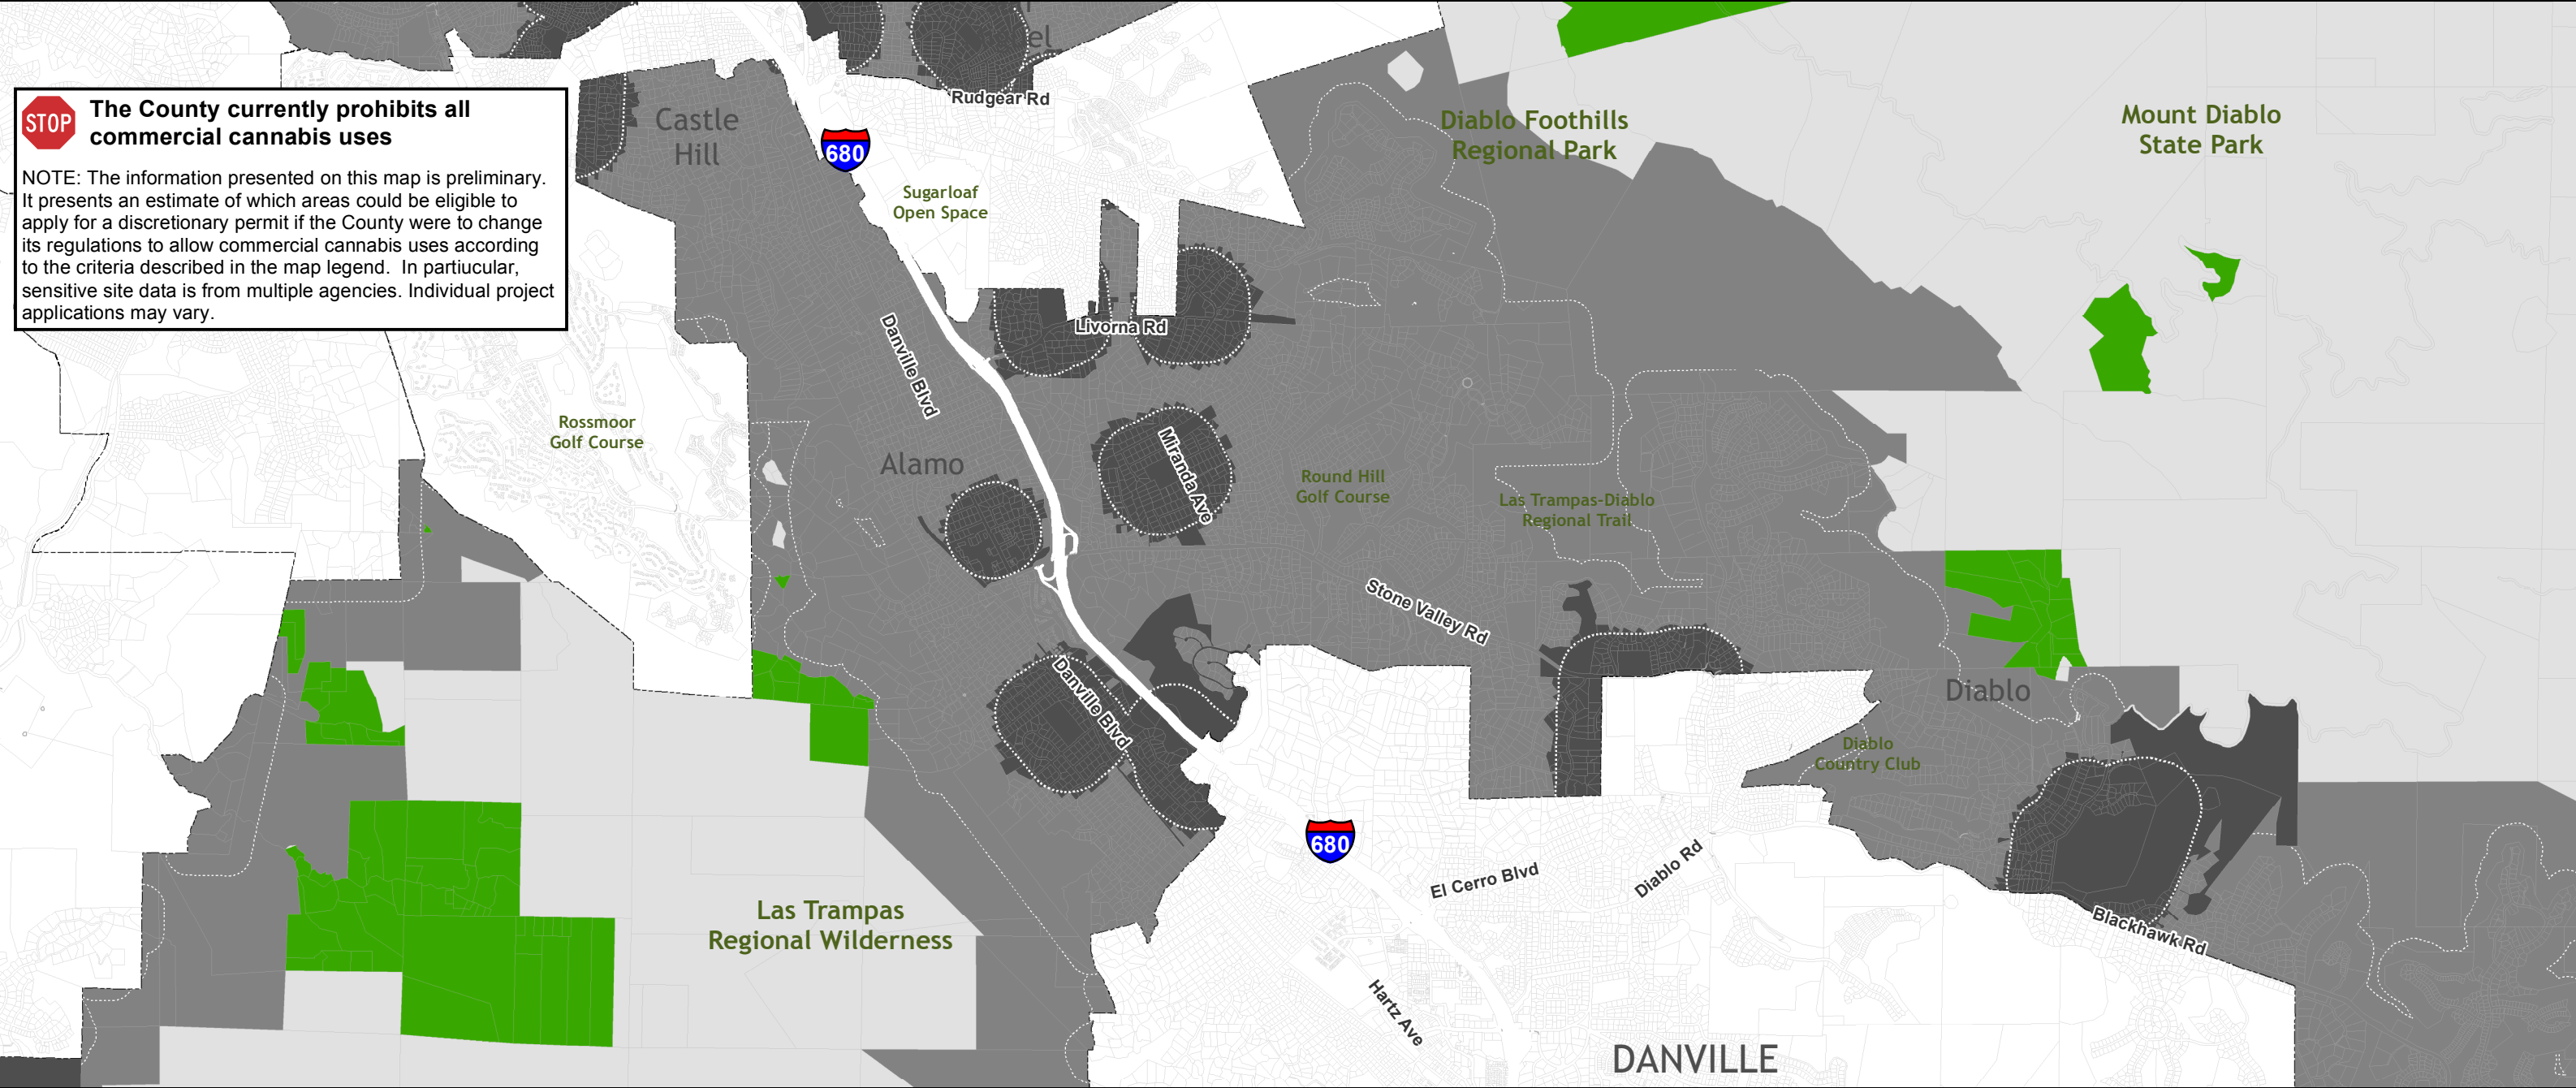 el
Rudgear Rd
STOP
The County currently prohibits all
commercial cannabis uses
NOTE: The information presented on this map is preliminary.
It presents an estimate of which areas could be eligible to
apply for a discretionary permit if the County were to change
its regulations to allow commercial cannabis uses according
to the criteria described in the map legend. In partiucular,
sensitive site data is from multiple agencies. Individual project
applications may vary.
Castle
Hill
680
Diablo Foothills
Regional Park
Mount Diablo
State Park
Sugarloaf
Open Space
Livorna Rd
Danville Blvd
Rossmoor
Golf Course
Alamo
Miranda Ave
Round Hill
Golf Course
Las Trampas-Diablo
Regional Trail
Stone Valley Rd
Danville Blvd
Diablo
Diablo
Country Club
680
El Cerro Blvd
Diablo Rd
Las Trampas
Regional Wilderness
Blackhawk Rd
Hartz Ave
DANVILLE